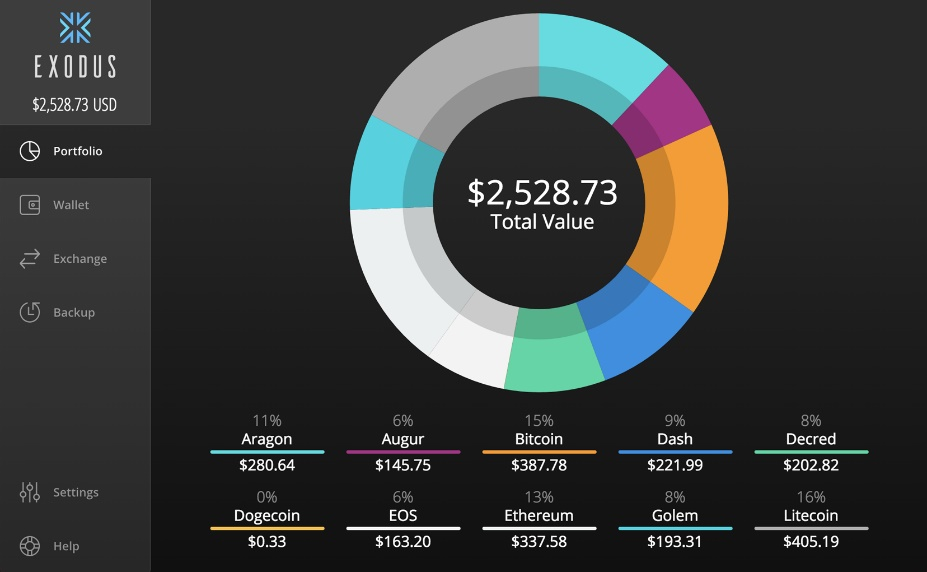 EXODUS
$2,528.73 USD
Portfolio
Wallet
Exchange
Backup
Settings
Help
$2,528.73
Total Value
11% 6% 15% 9% 8%
Aragon Augur Bitcoin Dash Decred
$280.64 $145.75 $387.78 $221.99 $202.82
0% 6% 13% 8% 16%
Dogecoin EOS Ethereum Golem Litecoin
$0.33 $163.20 $337.58 $193.31 $405.19